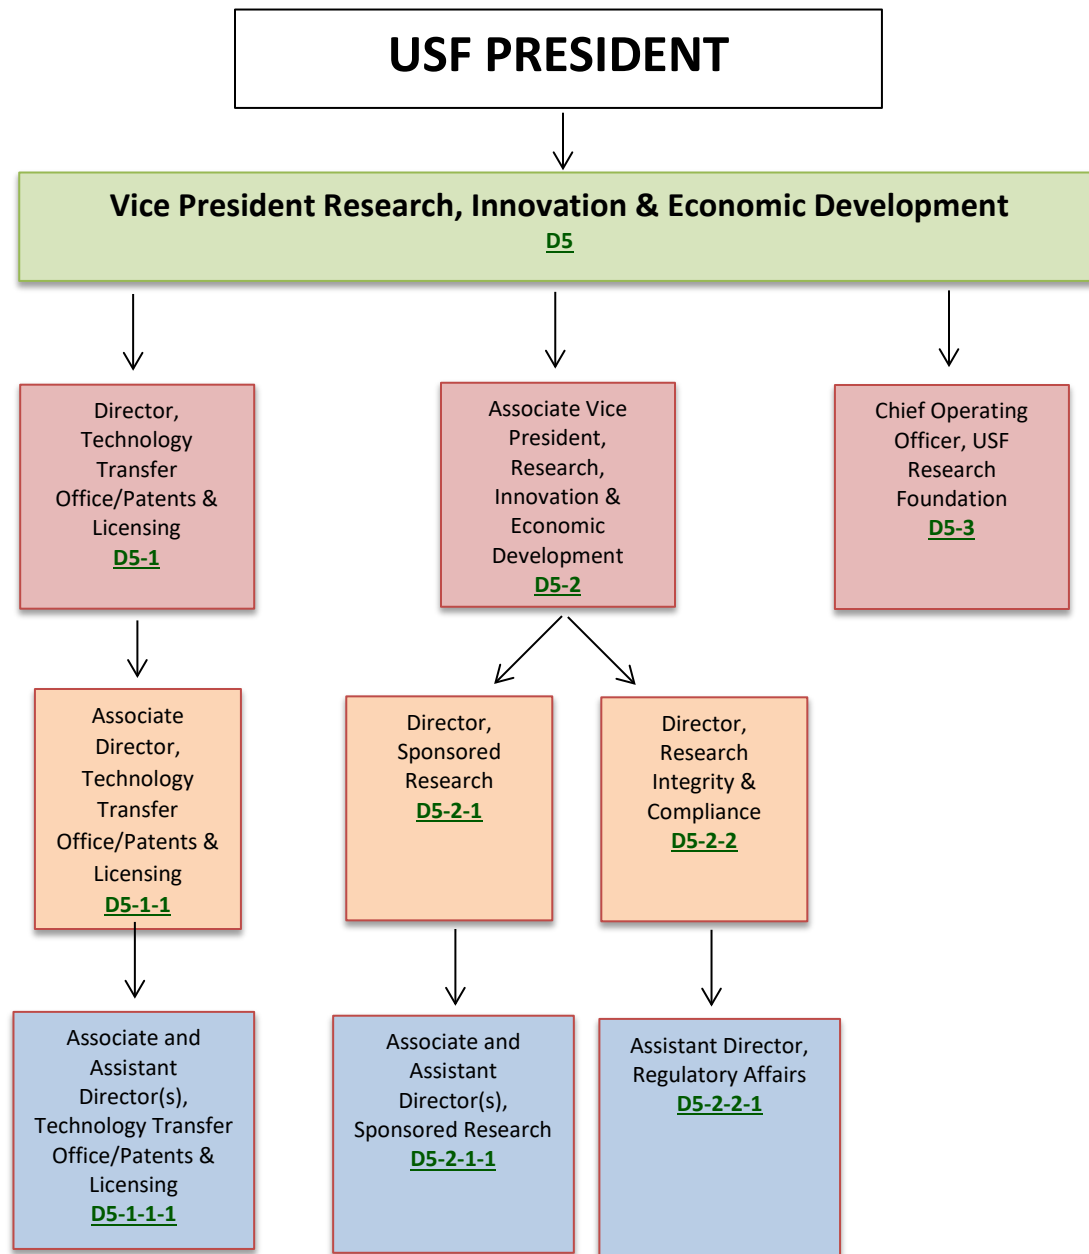 USF PRESIDENT
Vice President Research, Innovation & Economic Development
D5
Director,
Technology
Transfer
Office/Patents &
Licensing
D5-1
Associate Vice
President,
Research,
Innovation &
Economic
Development
D5-2
Chief Operating
Officer, USF
Research
Foundation
D5-3
Associate
Director,
Technology
Transfer
Office/Patents &
Licensing
D5-1-1
Director,
Sponsored
Research
D5-2-1
Director,
Research
Integrity &
Compliance
D5-2-2
Associate and
Assistant
Director(s),
Technology Transfer
Office/Patents &
Licensing
D5-1-1-1
Associate and
Assistant
Director(s),
Sponsored Research
D5-2-1-1
Assistant Director,
Regulatory Affairs
D5-2-2-1